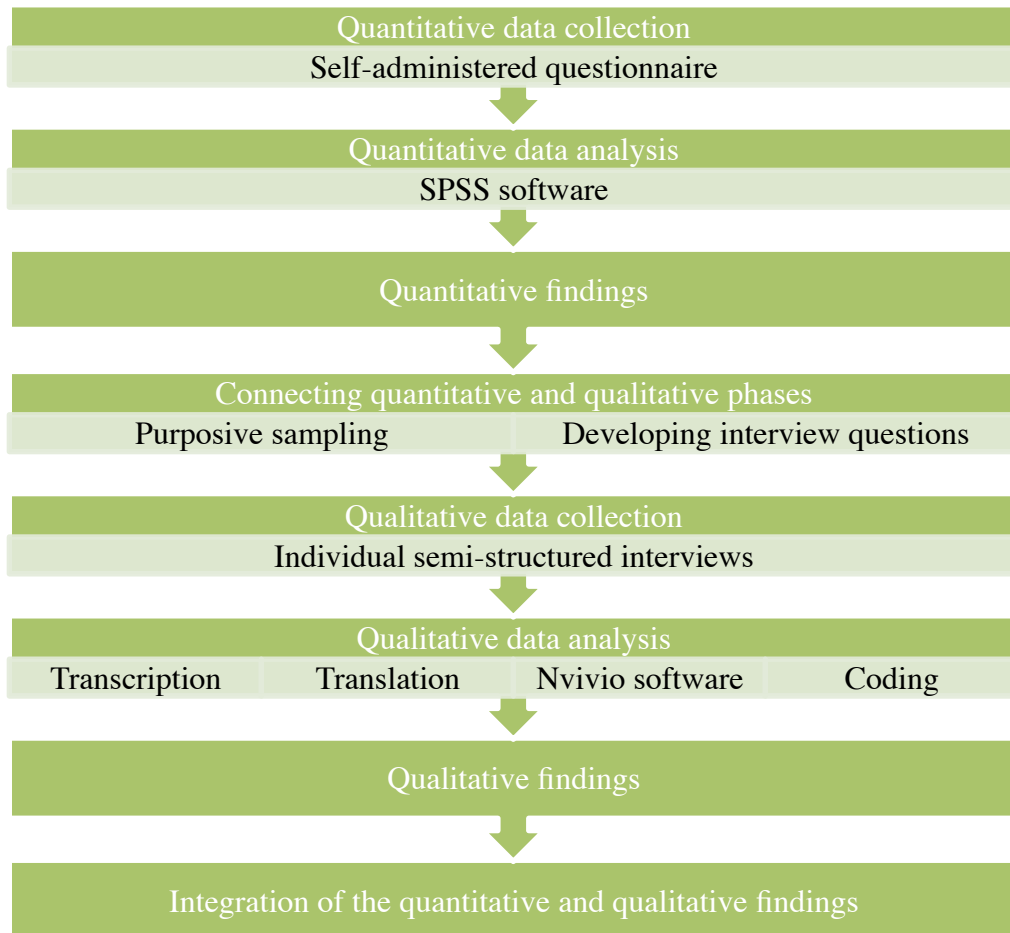 Quantitative data collection
Self-administered questionnaire
Quantitative data analysis
SPSS software
Quantitative findings
Connecting quantitative and qualitative phases
Purposive sampling Developing interview questions
Qualitative data collection
Individual semi-structured interviews
Qualitative data analysis
Transcription Translation Nvivio software Coding
Qualitative findings
Integration of the quantitative and qualitative findings